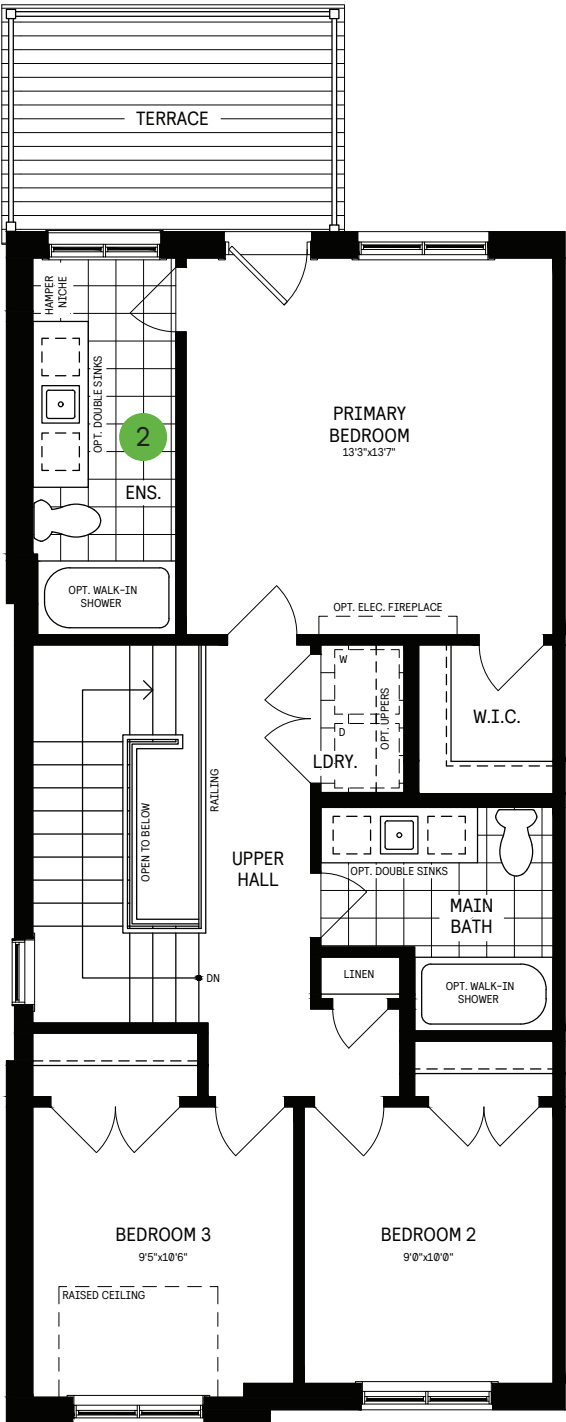 TERRACE
HAMPER
NICHE
OPT. DOUBLE SINKS
2
ENS.
OPT. WALK-IN
SHOWER
PRIMARY
BEDROOM
13'3"x13'7"
OPT. ELEC. FIREPLACE
W
D
OPT. UPPERS
LDRY.
W.I.C.
RAILING
OPEN TO BELOW
UPPER
HALL
OPT. DOUBLE SINKS
MAIN
BATH
DN
LINEN
OPT. WALK-IN
SHOWER
BEDROOM 3
9'5"x10'6"
RAISED CEILING
BEDROOM 2
9'0"x10'0"